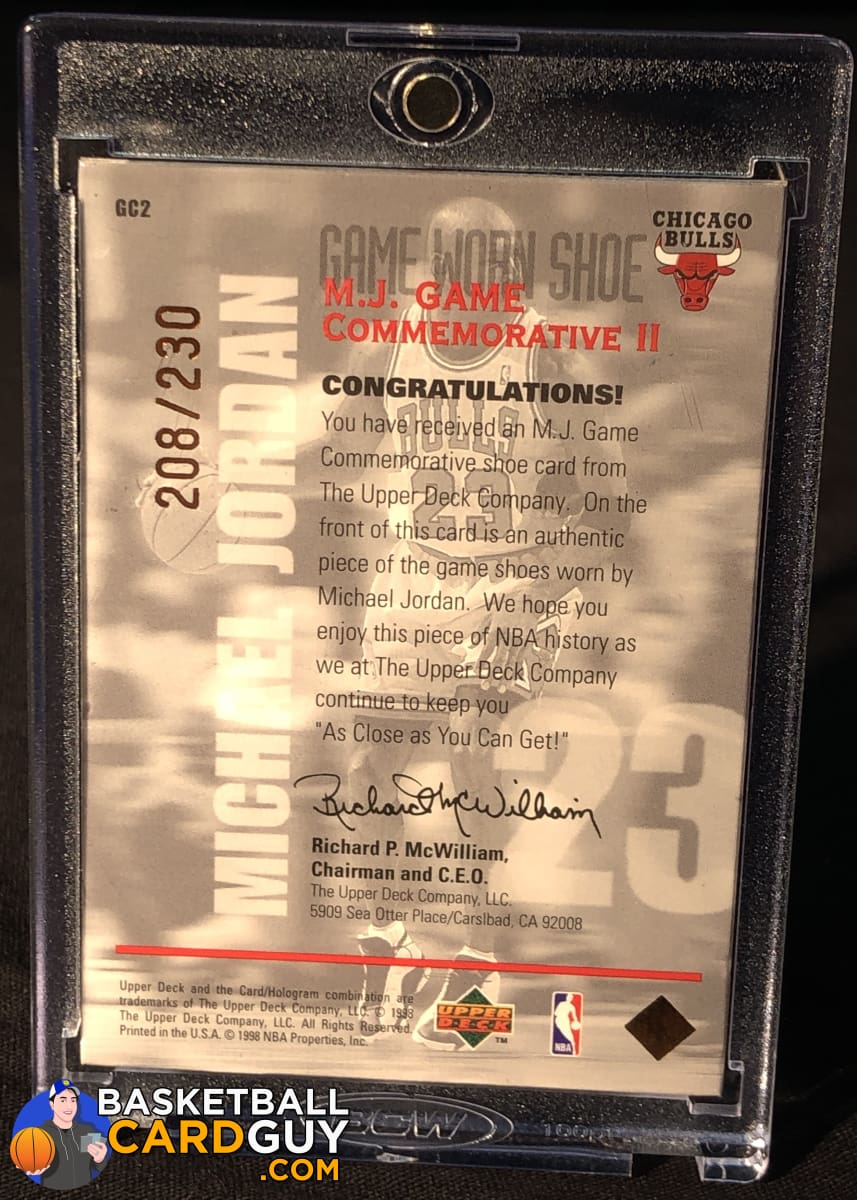 GC2
CHICAGO
BULLS
GAME WORN SHOE
M.J. GAME
COMMEMORATIVE II
208/230
MICHAEL JORDAN
CONGRATULATIONS!
You have received an M.J. Game
Commemorative shoe card from
The Upper Deck Company. On the
front of this card is an authentic
piece of the game shoes worn by
Michael Jordan. We hope you
enjoy this piece of NBA history as
we at The Upper Deck Company
continue to keep you
"As Close as You Can Get!"
BULLS
23
23
Richard P. McWilliam
Richard P. McWilliam,
Chairman and C.E.O.
The Upper Deck Company, LLC.
5909 Sea Otter Place/Carslbad, CA 92008
Upper Deck and the Card/Hologram combination are
trademarks of The Upper Deck Company, LLC. © 1998
The Upper Deck Company, LLC. All Rights Reserved.
Printed in the U.S.A. © 1998 NBA Properties, Inc.
UPPER
DECK
TM
NBA
BCW
BASKETBALL
CARDGUY
.COM